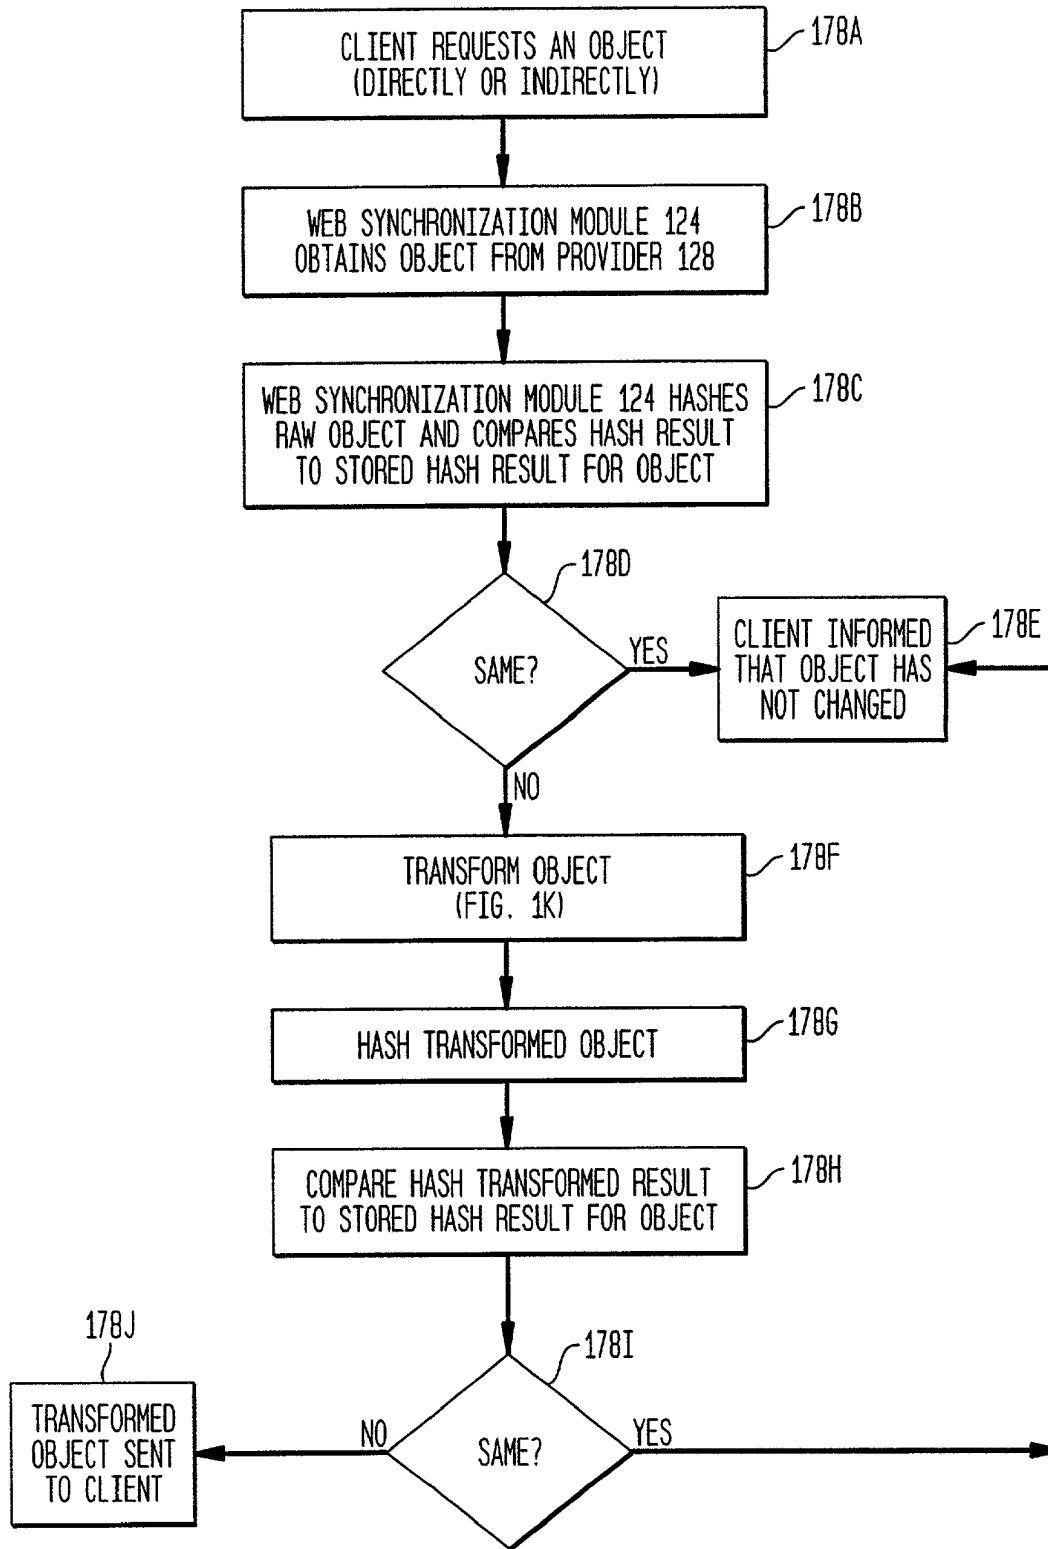 CLIENT REQUESTS AN OBJECT
(DIRECTLY OR INDIRECTLY)
178A
WEB SYNCHRONIZATION MODULE 124
OBTAINS OBJECT FROM PROVIDER 128
178B
WEB SYNCHRONIZATION MODULE 124 HASHES
RAW OBJECT AND COMPARES HASH RESULT
TO STORED HASH RESULT FOR OBJECT
178C
178D
SAME?
YES
NO
CLIENT INFORMED
THAT OBJECT HAS
NOT CHANGED
178E
TRANSFORM OBJECT
(FIG. 1K)
178F
HASH TRANSFORMED OBJECT
178G
COMPARE HASH TRANSFORMED RESULT
TO STORED HASH RESULT FOR OBJECT
178H
178I
SAME?
NO
YES
178J
TRANSFORMED
OBJECT SENT
TO CLIENT